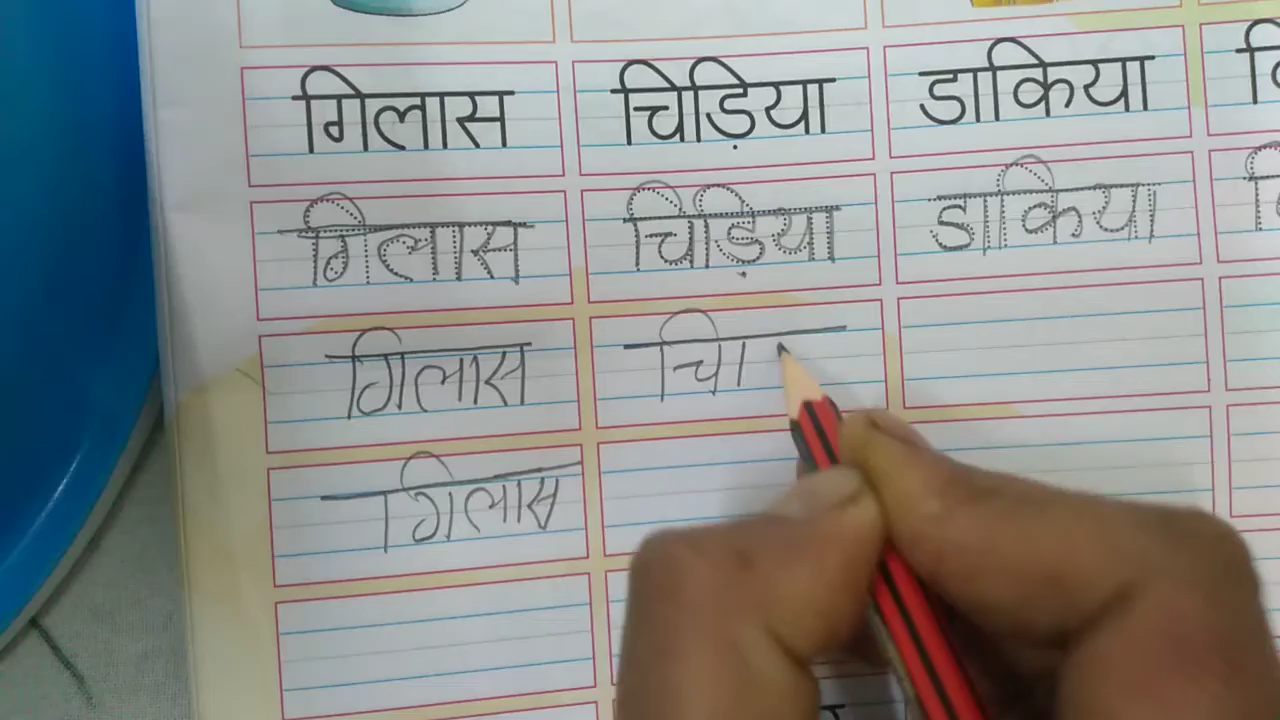 गिलास चिड़िया डाकिया
गिलास चिड़िया डाकिया
गिलास चि
गिलास